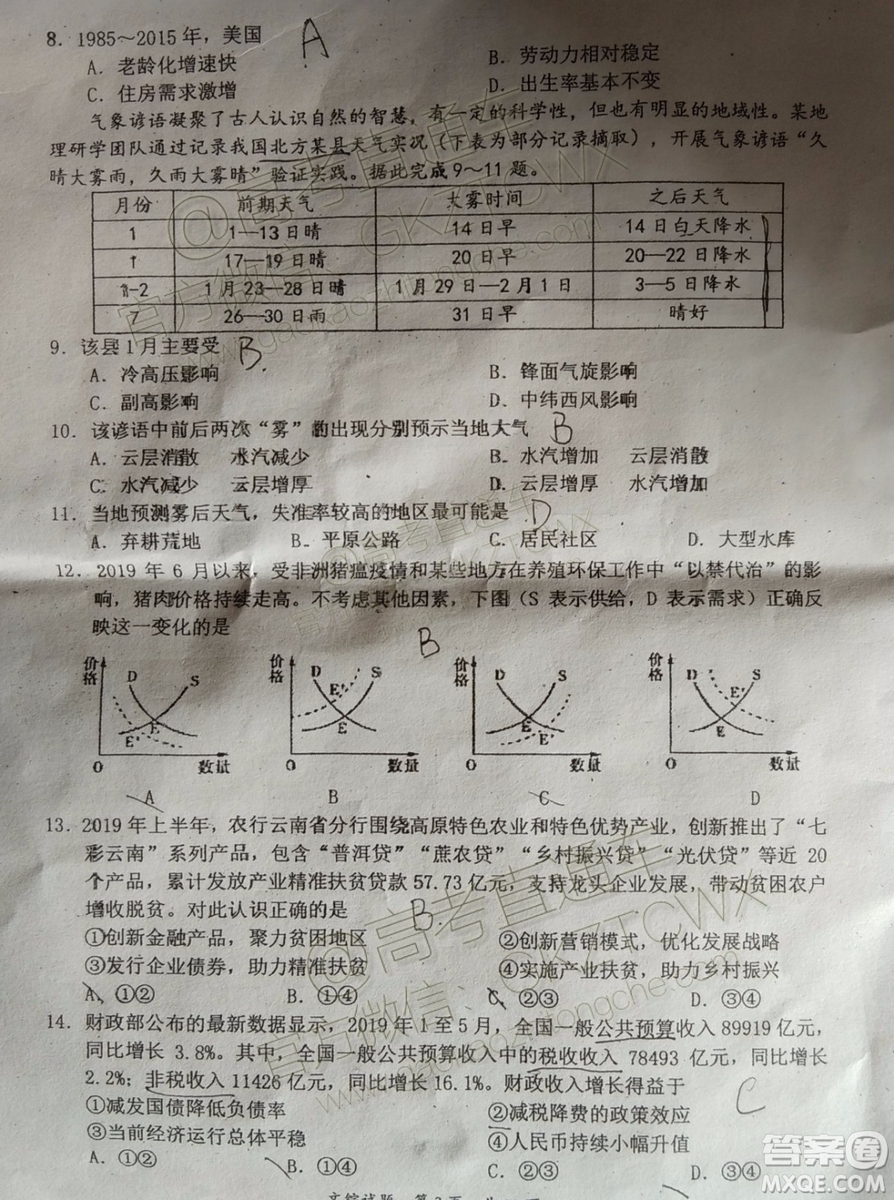 8．1985～2015年，美国 A
A．老龄化增速快 B．劳动力相对稳定
C．住房需求激增 D．出生率基本不变
气象谚语凝聚了古人认识自然的智慧，有一定的科学性，但也有明显的地域性。某地
理研学团队通过记录我国北方某县天气实况（下表为部分记录摘取），开展气象谚语“久
晴大雾雨，久雨大雾晴”验证实践。据此完成9～11题。
月份 前期天气 大雾时间 之后天气
1 1—13日晴 14日早 14日白天降水
1 17—19日晴 20日早 20—22日降水
1-2 1月23—28日晴 1月29日—2月1日 3—5日降水
7 26—30日雨 31日早 晴好
9．该县1月主要受 B
A．冷高压影响 B．锋面气旋影响
C．副高影响 D．中纬西风影响
10．该谚语中前后两次“雾”的出现分别预示当地大气 B
A．云层消散 水汽减少 B．水汽增加 云层消散
C．水汽减少 云层增厚 D．云层增厚 水汽减少
11．当地预测雾后天气，失准率较高的地区最可能是 D
A．弃耕荒地 B．平原公路 C．居民社区 D．大型水库
12．2019年6月以来，受非洲猪瘟疫情和某些地方在养殖环保工作中“以禁代治”的影
响，猪肉价格持续走高。不考虑其他因素，下图（S表示供给，D表示需求）正确反
映这一变化的是 B
价格 D S E E' O 数量
价格 D S E' E O 数量
价格 D S E E' O 数量
价格 D S E' E O 数量
A B C D
13．2019年上半年，农行云南省分行围绕高原特色农业和特色优势产业，创新推出了“七
彩云南”系列产品，包含“普洱贷”“蔗农贷”“乡村振兴贷”“光伏贷”等近20
个产品，累计发放产业精准扶贫贷款57.73亿元，支持龙头企业发展，带动贫困农户
增收脱贫。对此认识正确的是 B
①创新金融产品，聚力贫困地区 ②创新营销模式，优化发展战略
③发行企业债券，助力精准扶贫 ④实施产业扶贫，助力乡村振兴
A．①② B．①④ C．②③ D．③④
14．财政部公布的最新数据显示，2019年1至5月，全国一般公共预算收入89919亿元，
同比增长3.8%。其中，全国一般公共预算收入中的税收收入78493亿元，同比增长
2.2%；非税收入11426亿元，同比增长16.1%。财政收入增长得益于 C
①减发国债降低负债率 ②减税降费的政策效应
③当前经济运行总体平稳 ④人民币持续小幅升值
A．①② B．①④ C．②③ D．③④
@高考直通车
官方微信：GKZTCWX
www.gaokaozhitongche.com
答案圈
MXQE.COM